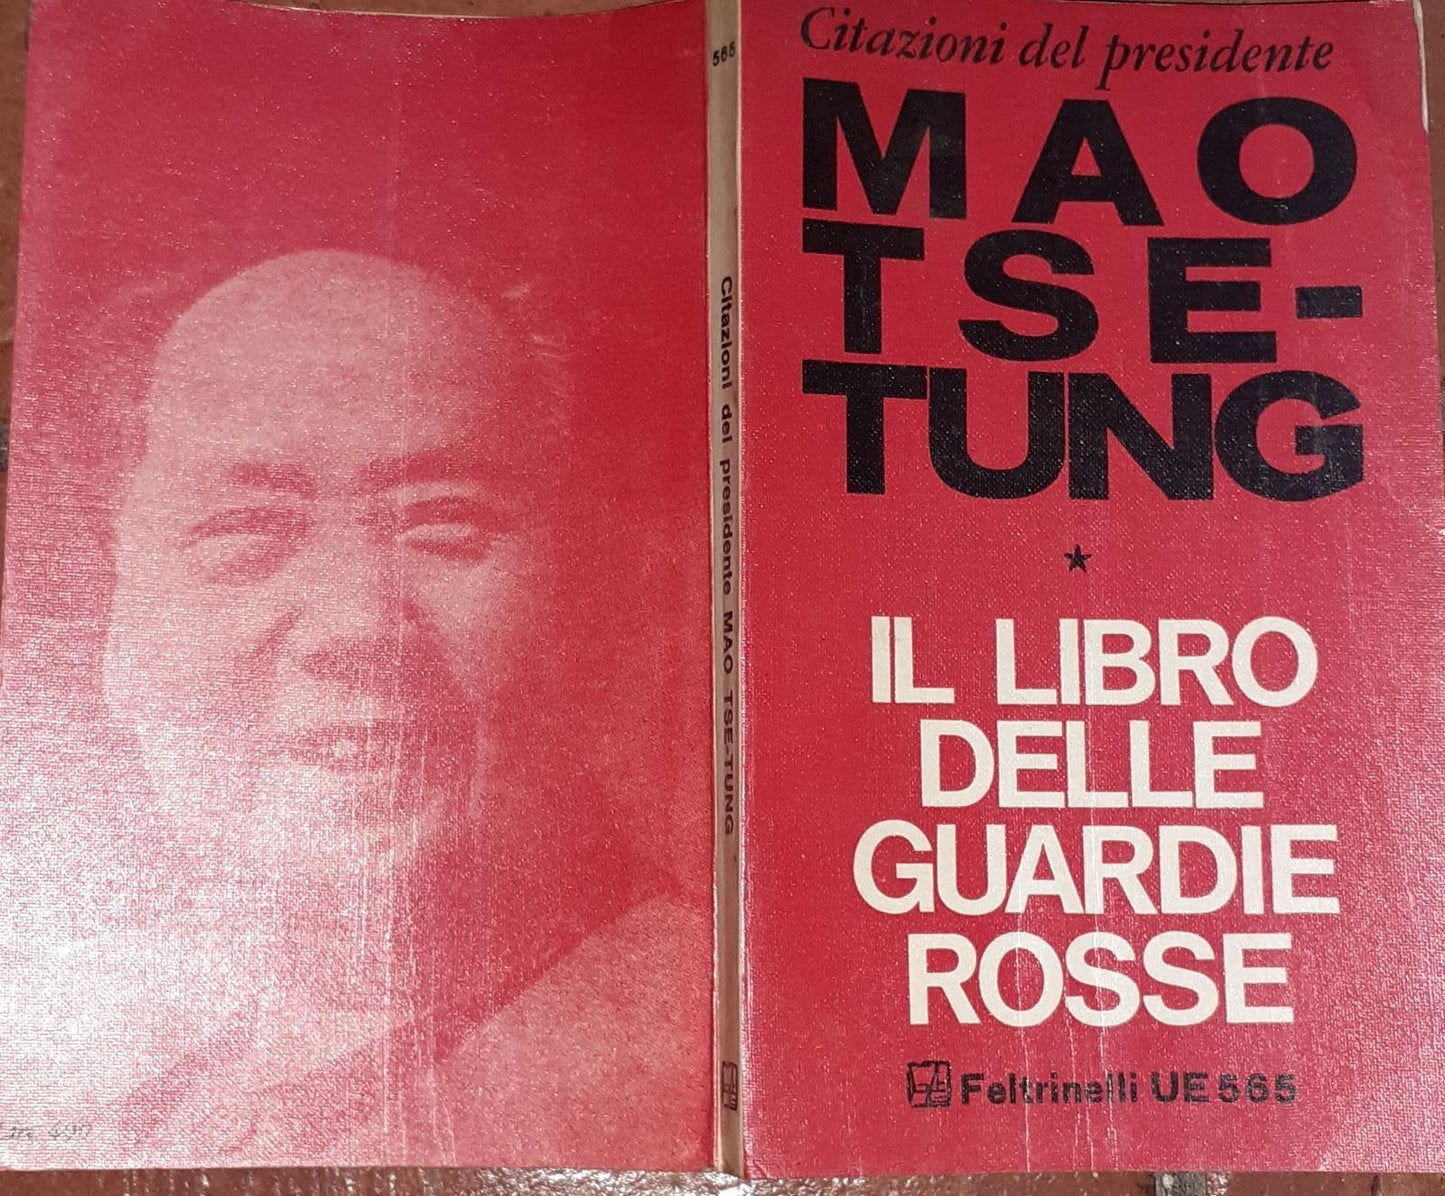 565
Citazioni del presidente MAO TSE-TUNG
Citazioni del presidente
MAO
TSE-
TUNG
IL LIBRO
DELLE
GUARDIE
ROSSE
Feltrinelli UE 565